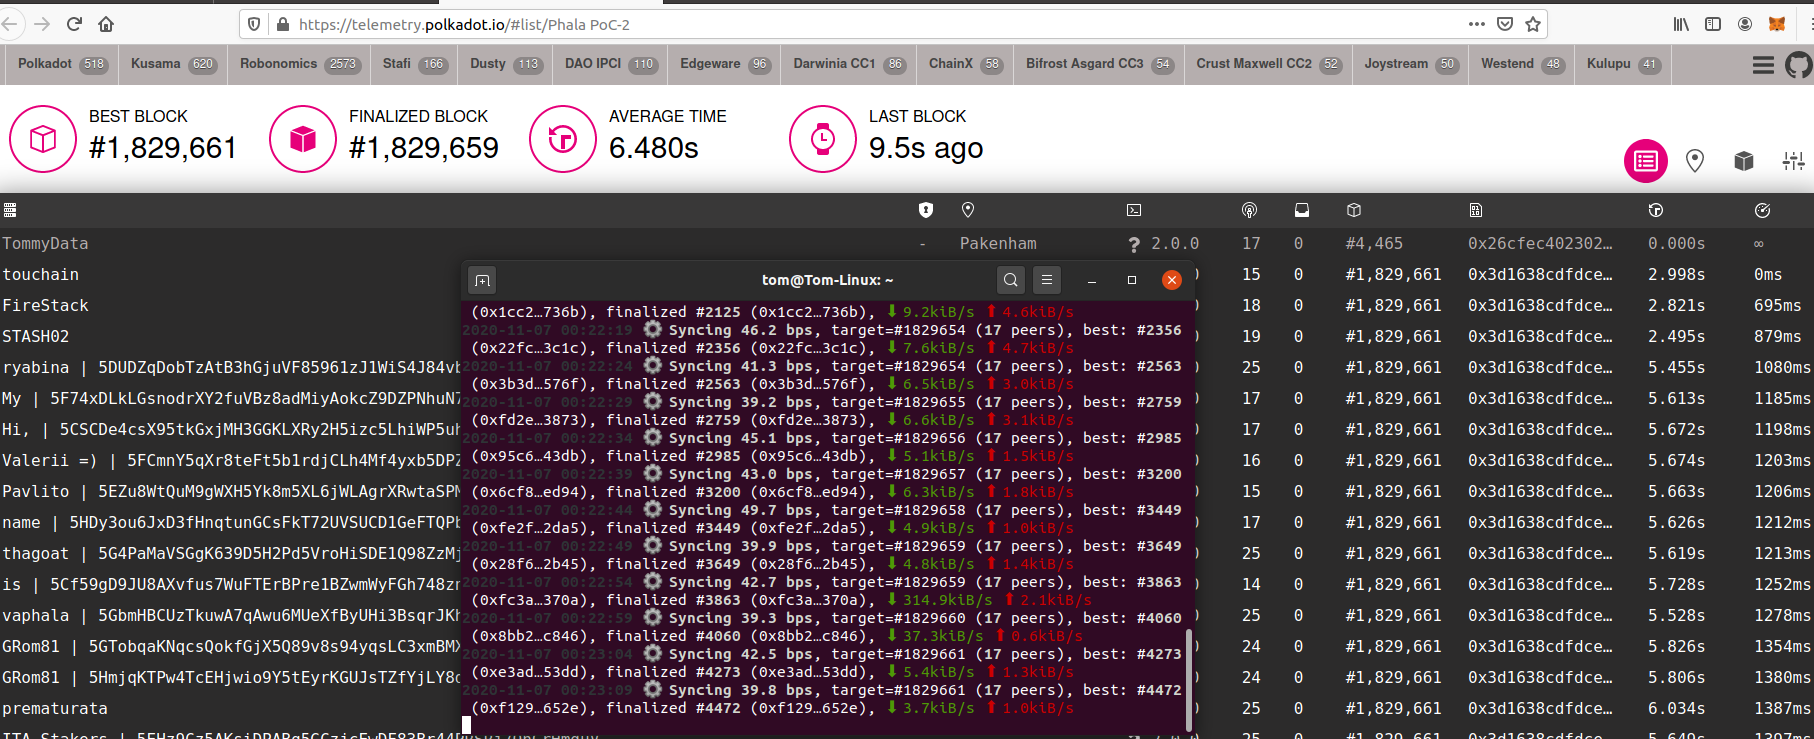 https://telemetry.polkadot.io/#list/Phala PoC-2
Polkadot 518 Kusama 620 Robonomics 2573 Stafi 166 Dusty 113 DAO IPCI 110 Edgeware 96 Darwinia CC1 86 ChainX 58 Bifrost Asgard CC3 54 Crust Maxwell CC2 52 Joystream 50 Westend 48 Kulupu 41
BEST BLOCK FINALIZED BLOCK AVERAGE TIME LAST BLOCK
#1,829,661 #1,829,659 6.480s 9.5s ago
TommyData - Pakenham ? 2.0.0 17 0 #4,465 0x26cfec402302… 0.000s ∞
touchain 15 0 #1,829,661 0x3d1638cdfdce… 2.998s 0ms
FireStack 18 0 #1,829,661 0x3d1638cdfdce… 2.821s 695ms
STASH02 19 0 #1,829,661 0x3d1638cdfdce… 2.495s 879ms
ryabina | 5DUDZqDobTzAtB3hGjuVF85961zJ1WiS4J84vb 25 0 #1,829,661 0x3d1638cdfdce… 5.455s 1080ms
My | 5F74xDLkLGsnodrXY2fuVBz8adMiyAokcZ9DZPNhuN7 17 0 #1,829,661 0x3d1638cdfdce… 5.613s 1185ms
Hi, | 5CSCDe4csX95tkGxjMH3GGKLXRy2H5izc5LhiWP5uh 17 0 #1,829,661 0x3d1638cdfdce… 5.672s 1198ms
Valerii =) | 5FCmnY5qXr8teFt5b1rdjCLh4Mf4yxb5DPZ 16 0 #1,829,661 0x3d1638cdfdce… 5.674s 1203ms
Pavlito | 5EZu8WtQuM9gWXH5Yk8m5XL6jWLAgrXRwtaSPM 15 0 #1,829,661 0x3d1638cdfdce… 5.663s 1206ms
name | 5HDy3ou6JxD3fHnqtunGCsFkT72UVSUCD1GeFTQPb 17 0 #1,829,661 0x3d1638cdfdce… 5.626s 1212ms
thagoat | 5G4PaMaVSGgK639D5H2Pd5VroHiSDE1Q98ZzMj 25 0 #1,829,661 0x3d1638cdfdce… 5.619s 1213ms
is | 5Cf59gD9JU8AXvfus7WuFTErBPre1BZwmWyFGh748zr 14 0 #1,829,661 0x3d1638cdfdce… 5.728s 1252ms
vaphala | 5GbmHBCUzTkuwA7qAwu6MUeXfByUHi3BsqrJKh 25 0 #1,829,661 0x3d1638cdfdce… 5.528s 1278ms
GRom81 | 5GTobqaKNqcsQokfGjX5Q89v8s94yqsLC3xmBMX 24 0 #1,829,661 0x3d1638cdfdce… 5.826s 1354ms
GRom81 | 5HmjqKTPw4TcEHjwio9Y5tEyrKGUJsTZfYjLY8 24 0 #1,829,661 0x3d1638cdfdce… 5.806s 1380ms
prematurata 25 0 #1,829,661 0x3d1638cdfdce… 6.034s 1387ms
tom@Tom-Linux: ~
(0x1cc2…736b), finalized #2125 (0x1cc2…736b), ⬇ 9.2kiB/s ⬆ 4.6kiB/s
2020-11-07 00:22:19 Syncing 46.2 bps, target=#1829654 (17 peers), best: #2356
(0x22fc…3c1c), finalized #2356 (0x22fc…3c1c), ⬇ 7.6kiB/s ⬆ 4.7kiB/s
2020-11-07 00:22:24 Syncing 41.3 bps, target=#1829654 (17 peers), best: #2563
(0x3b3d…576f), finalized #2563 (0x3b3d…576f), ⬇ 6.5kiB/s ⬆ 3.0kiB/s
2020-11-07 00:22:29 Syncing 39.2 bps, target=#1829655 (17 peers), best: #2759
(0xfd2e…3873), finalized #2759 (0xfd2e…3873), ⬇ 6.6kiB/s ⬆ 3.1kiB/s
2020-11-07 00:22:34 Syncing 45.1 bps, target=#1829656 (17 peers), best: #2985
(0x95c6…43db), finalized #2985 (0x95c6…43db), ⬇ 5.1kiB/s ⬆ 1.5kiB/s
2020-11-07 00:22:39 Syncing 43.0 bps, target=#1829657 (17 peers), best: #3200
(0x6cf8…ed94), finalized #3200 (0x6cf8…ed94), ⬇ 6.3kiB/s ⬆ 1.8kiB/s
2020-11-07 00:22:44 Syncing 49.7 bps, target=#1829658 (17 peers), best: #3449
(0xfe2f…2da5), finalized #3449 (0xfe2f…2da5), ⬇ 4.9kiB/s ⬆ 1.0kiB/s
2020-11-07 00:22:49 Syncing 39.9 bps, target=#1829659 (17 peers), best: #3649
(0x28f6…2b45), finalized #3649 (0x28f6…2b45), ⬇ 4.8kiB/s ⬆ 1.4kiB/s
2020-11-07 00:22:54 Syncing 42.7 bps, target=#1829659 (17 peers), best: #3863
(0xfc3a…370a), finalized #3863 (0xfc3a…370a), ⬇ 314.9kiB/s ⬆ 2.1kiB/s
2020-11-07 00:22:59 Syncing 39.3 bps, target=#1829660 (17 peers), best: #4060
(0x8bb2…c846), finalized #4060 (0x8bb2…c846), ⬇ 37.3kiB/s ⬆ 0.6kiB/s
2020-11-07 00:23:04 Syncing 42.5 bps, target=#1829661 (17 peers), best: #4273
(0xe3ad…53dd), finalized #4273 (0xe3ad…53dd), ⬇ 5.4kiB/s ⬆ 1.3kiB/s
2020-11-07 00:23:09 Syncing 39.8 bps, target=#1829661 (17 peers), best: #4472
(0xf129…652e), finalized #4472 (0xf129…652e), ⬇ 3.7kiB/s ⬆ 1.0kiB/s